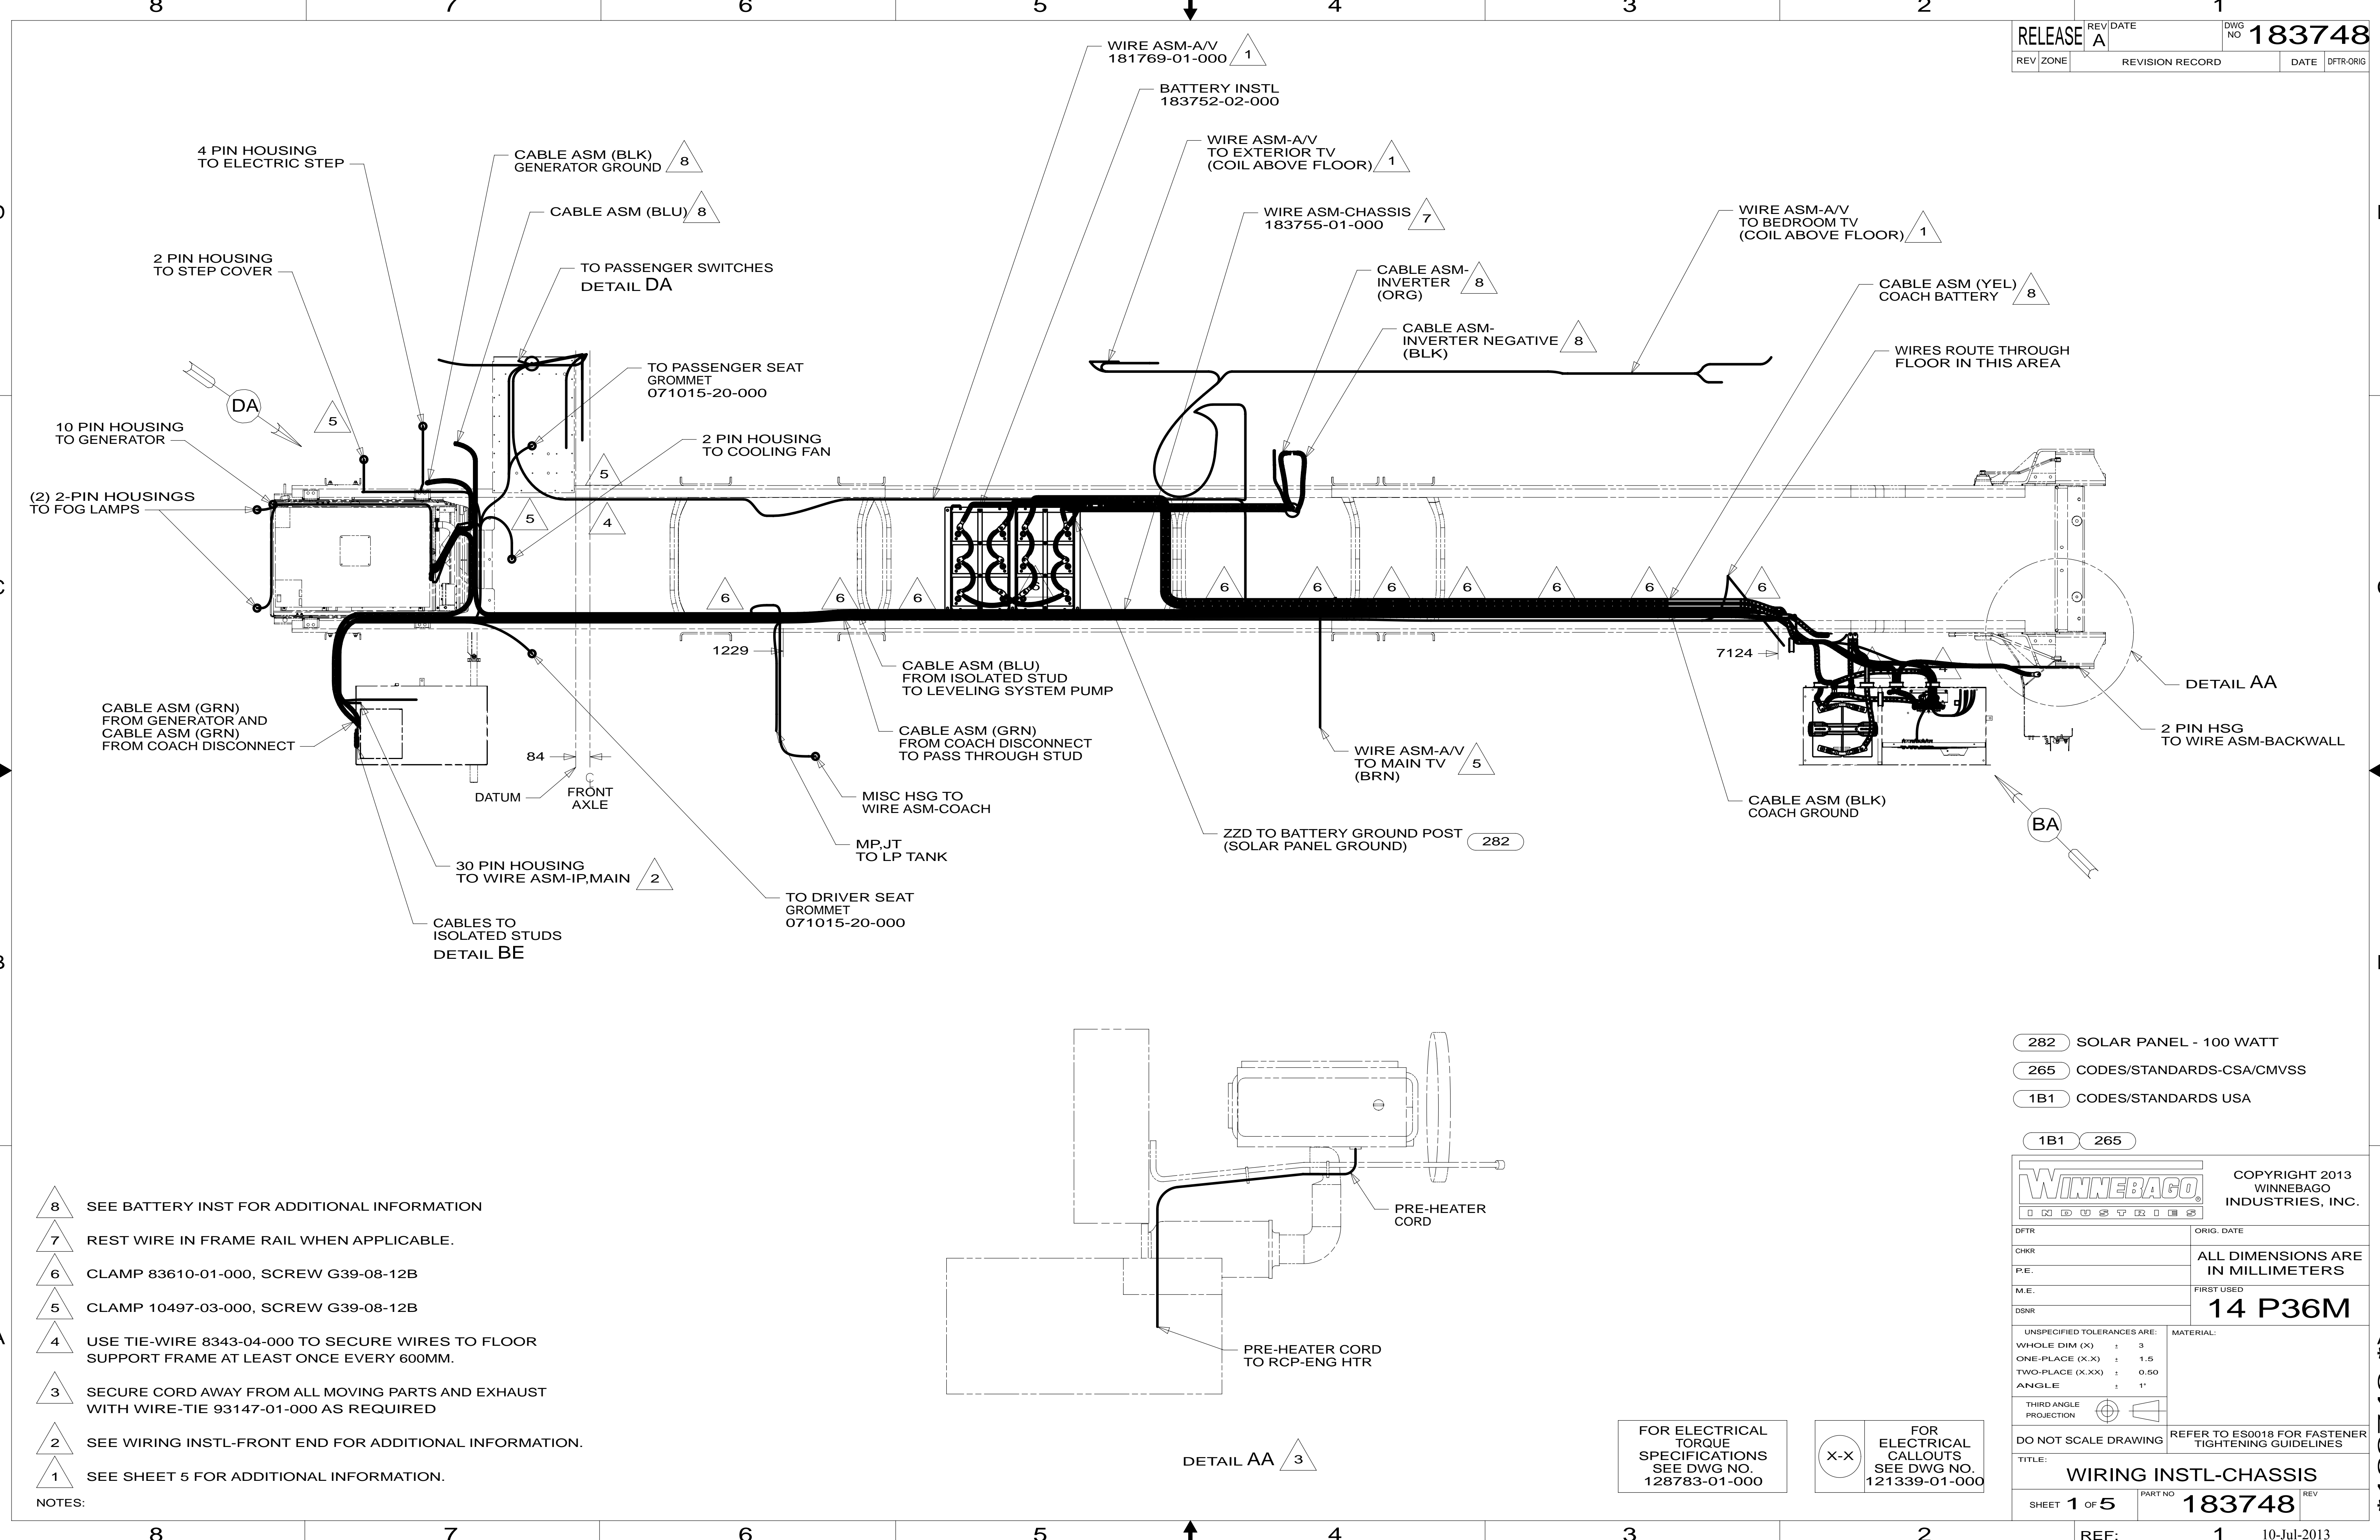 8 7 6 5 4 3 2 1
RELEASE
REV
A
DATE
DWG
NO
183748
REV ZONE REVISION RECORD DATE DFTR-ORIG
WIRE ASM-A/V
181769-01-000
1
BATTERY INSTL
183752-02-000
4 PIN HOUSING
TO ELECTRIC STEP
CABLE ASM (BLK)
GENERATOR GROUND
8
WIRE ASM-A/V
TO EXTERIOR TV
(COIL ABOVE FLOOR)
1
CABLE ASM (BLU)
8
WIRE ASM-CHASSIS
183755-01-000
7
WIRE ASM-A/V
TO BEDROOM TV
(COIL ABOVE FLOOR)
1
2 PIN HOUSING
TO STEP COVER
TO PASSENGER SWITCHES
DETAIL DA
CABLE ASM-
INVERTER
(ORG)
8
CABLE ASM (YEL)
COACH BATTERY
8
CABLE ASM-
INVERTER NEGATIVE
(BLK)
8
WIRES ROUTE THROUGH
FLOOR IN THIS AREA
TO PASSENGER SEAT
GROMMET
071015-20-000
DA
5
10 PIN HOUSING
TO GENERATOR
2 PIN HOUSING
TO COOLING FAN
5
(2) 2-PIN HOUSINGS
TO FOG LAMPS
5
4
C
6 6 6 6 6 6 6 6 6 6
1229
7124
4
CABLE ASM (BLU)
FROM ISOLATED STUD
TO LEVELING SYSTEM PUMP
DETAIL AA
CABLE ASM (GRN)
FROM GENERATOR AND
CABLE ASM (GRN)
FROM COACH DISCONNECT
CABLE ASM (GRN)
FROM COACH DISCONNECT
TO PASS THROUGH STUD
2 PIN HSG
TO WIRE ASM-BACKWALL
84
WIRE ASM-A/V
TO MAIN TV
(BRN)
5
DATUM
FRONT
AXLE
MISC HSG TO
WIRE ASM-COACH
CABLE ASM (BLK)
COACH GROUND
BA
MP,JT
TO LP TANK
ZZD TO BATTERY GROUND POST
(SOLAR PANEL GROUND)
282
30 PIN HOUSING
TO WIRE ASM-IP,MAIN
2
TO DRIVER SEAT
GROMMET
071015-20-000
CABLES TO
ISOLATED STUDS
DETAIL BE
282 SOLAR PANEL - 100 WATT
265 CODES/STANDARDS-CSA/CMVSS
1B1 CODES/STANDARDS USA
1B1 265
PRE-HEATER
CORD
PRE-HEATER CORD
TO RCP-ENG HTR
DETAIL AA
3
8 SEE BATTERY INST FOR ADDITIONAL INFORMATION
7 REST WIRE IN FRAME RAIL WHEN APPLICABLE.
6 CLAMP 83610-01-000, SCREW G39-08-12B
5 CLAMP 10497-03-000, SCREW G39-08-12B
4 USE TIE-WIRE 8343-04-000 TO SECURE WIRES TO FLOOR
SUPPORT FRAME AT LEAST ONCE EVERY 600MM.
3 SECURE CORD AWAY FROM ALL MOVING PARTS AND EXHAUST
WITH WIRE-TIE 93147-01-000 AS REQUIRED
2 SEE WIRING INSTL-FRONT END FOR ADDITIONAL INFORMATION.
1 SEE SHEET 5 FOR ADDITIONAL INFORMATION.
NOTES:
FOR ELECTRICAL
TORQUE
SPECIFICATIONS
SEE DWG NO.
128783-01-000
X-X
FOR
ELECTRICAL
CALLOUTS
SEE DWG NO.
121339-01-000
WINNEBAGO
INDUSTRIES
COPYRIGHT 2013
WINNEBAGO
INDUSTRIES, INC.
DFTR
ORIG. DATE
CHKR
ALL DIMENSIONS ARE
IN MILLIMETERS
P.E.
M.E.
FIRST USED
14 P36M
DSNR
UNSPECIFIED TOLERANCES ARE:
WHOLE DIM (X) ± 3
ONE-PLACE (X.X) ± 1.5
TWO-PLACE (X.XX) ± 0.50
ANGLE ± 1°
MATERIAL:
THIRD ANGLE
PROJECTION
DO NOT SCALE DRAWING
REFER TO ES0018 FOR FASTENER
TIGHTENING GUIDELINES
TITLE:
WIRING INSTL-CHASSIS
SHEET 1 OF 5
PART NO
183748
REV
8 7 6 5 4 3 2 1
REF:
10-Jul-2013